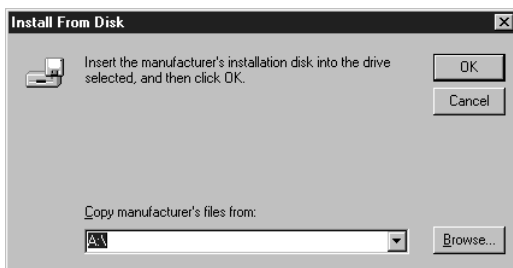 Install From Disk
Insert the manufacturer's installation disk into the drive
selected, and then click OK.
OK
Cancel
Copy manufacturer's files from:
A:\
Browse...